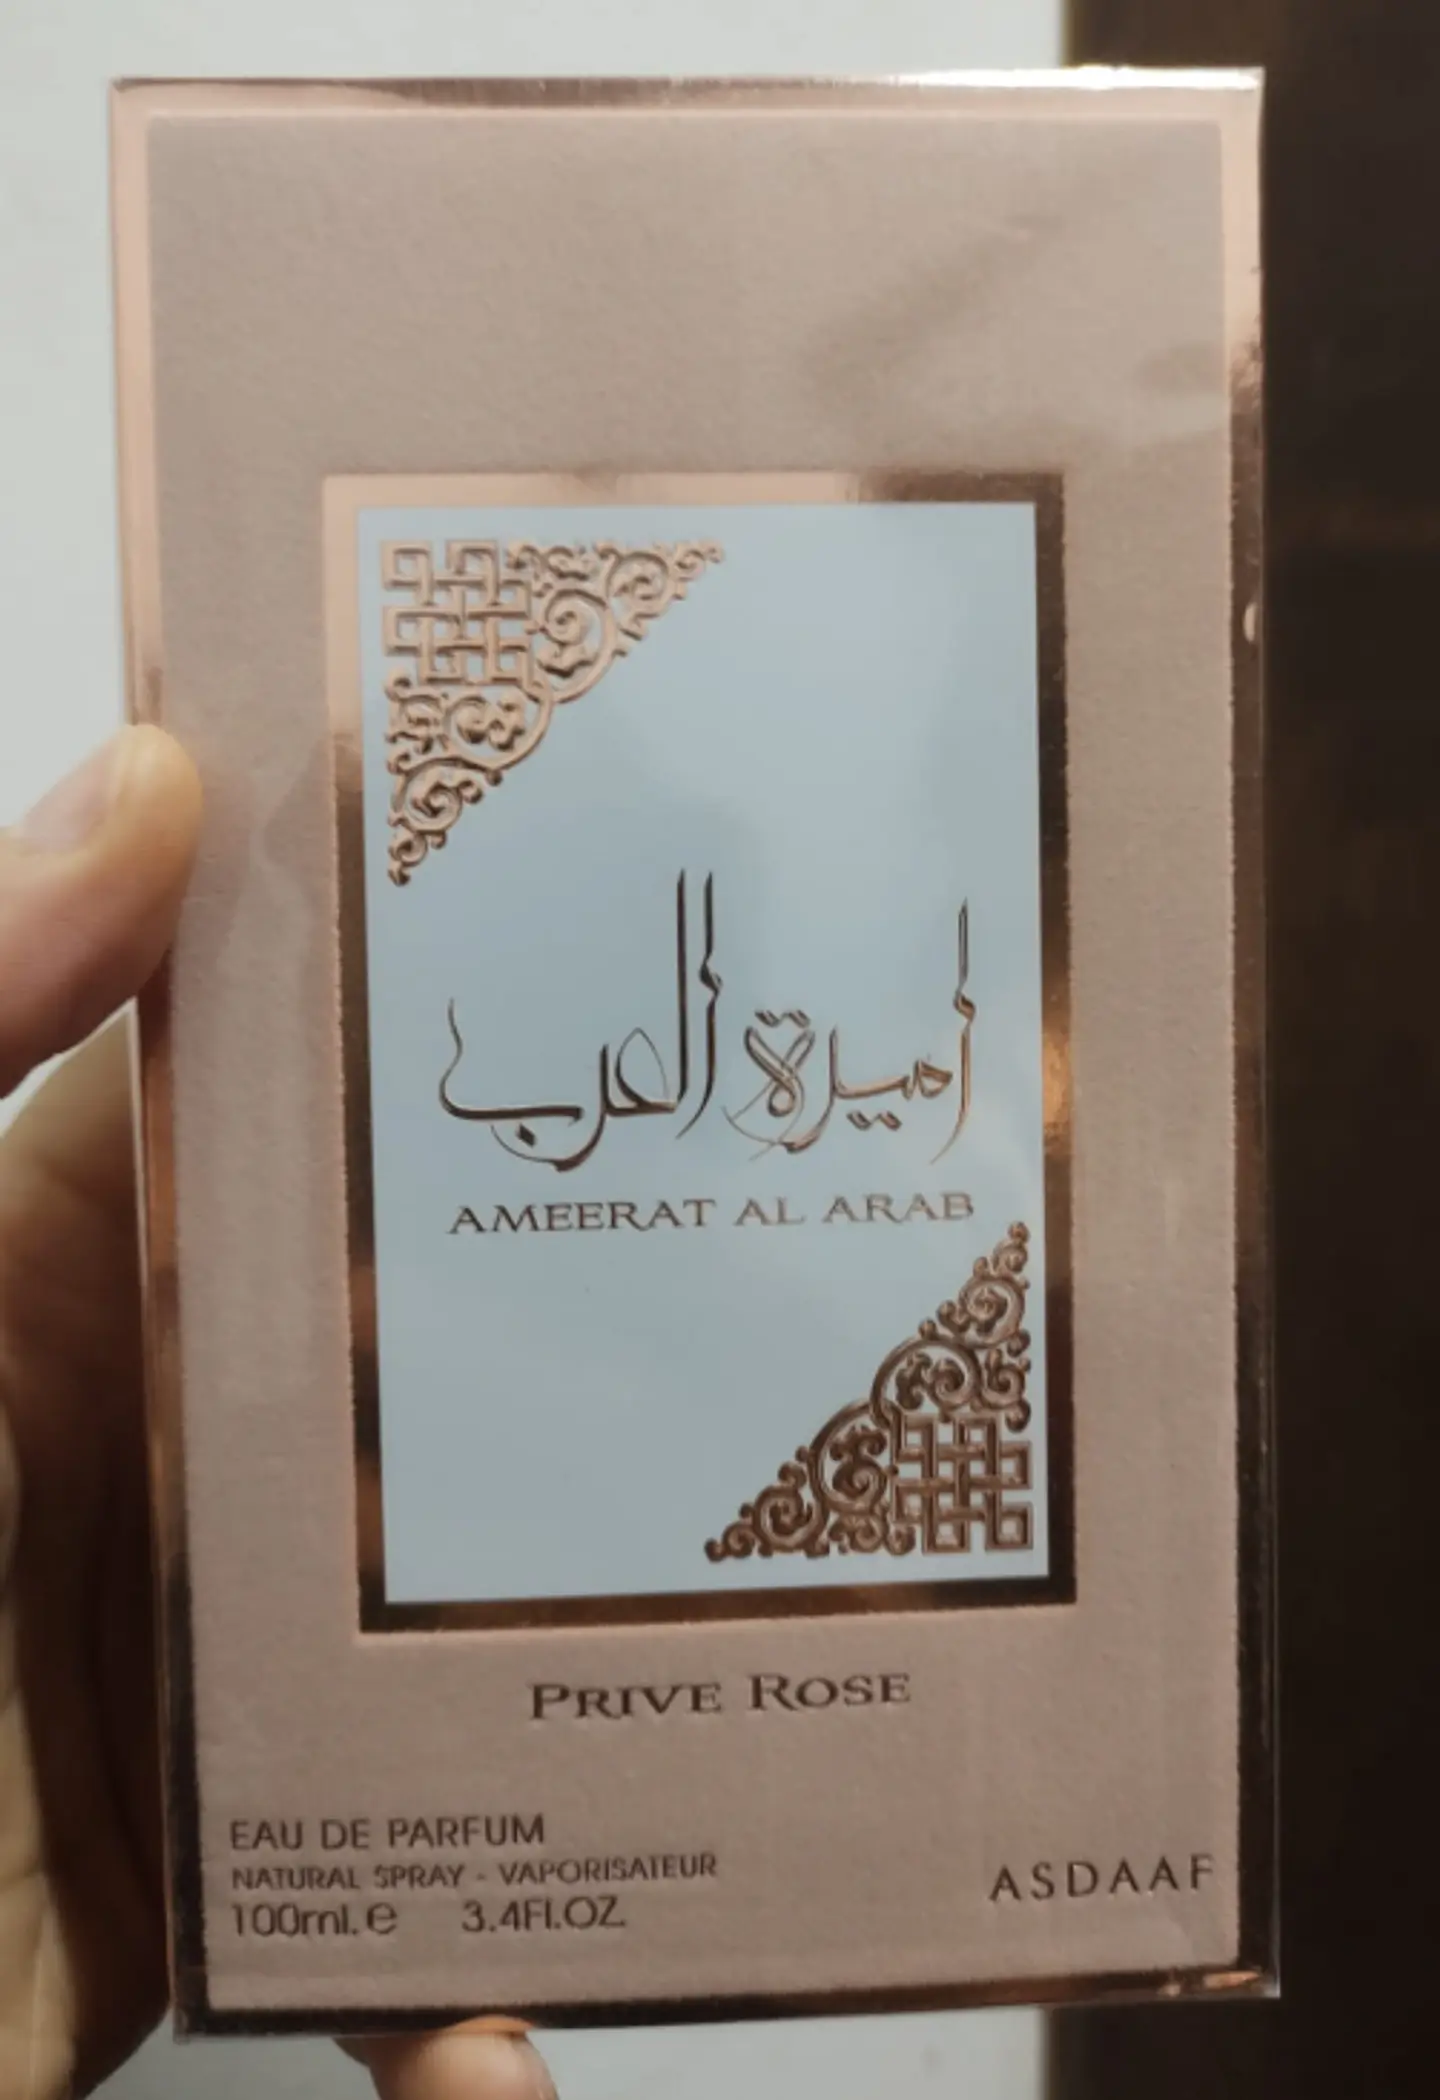 أميرة العرب
AMEERAT AL ARAB
PRIVE ROSE
EAU DE PARFUM
NATURAL SPRAY - VAPORISATEUR
100ml. e 3.4Fl.OZ
ASDAAF